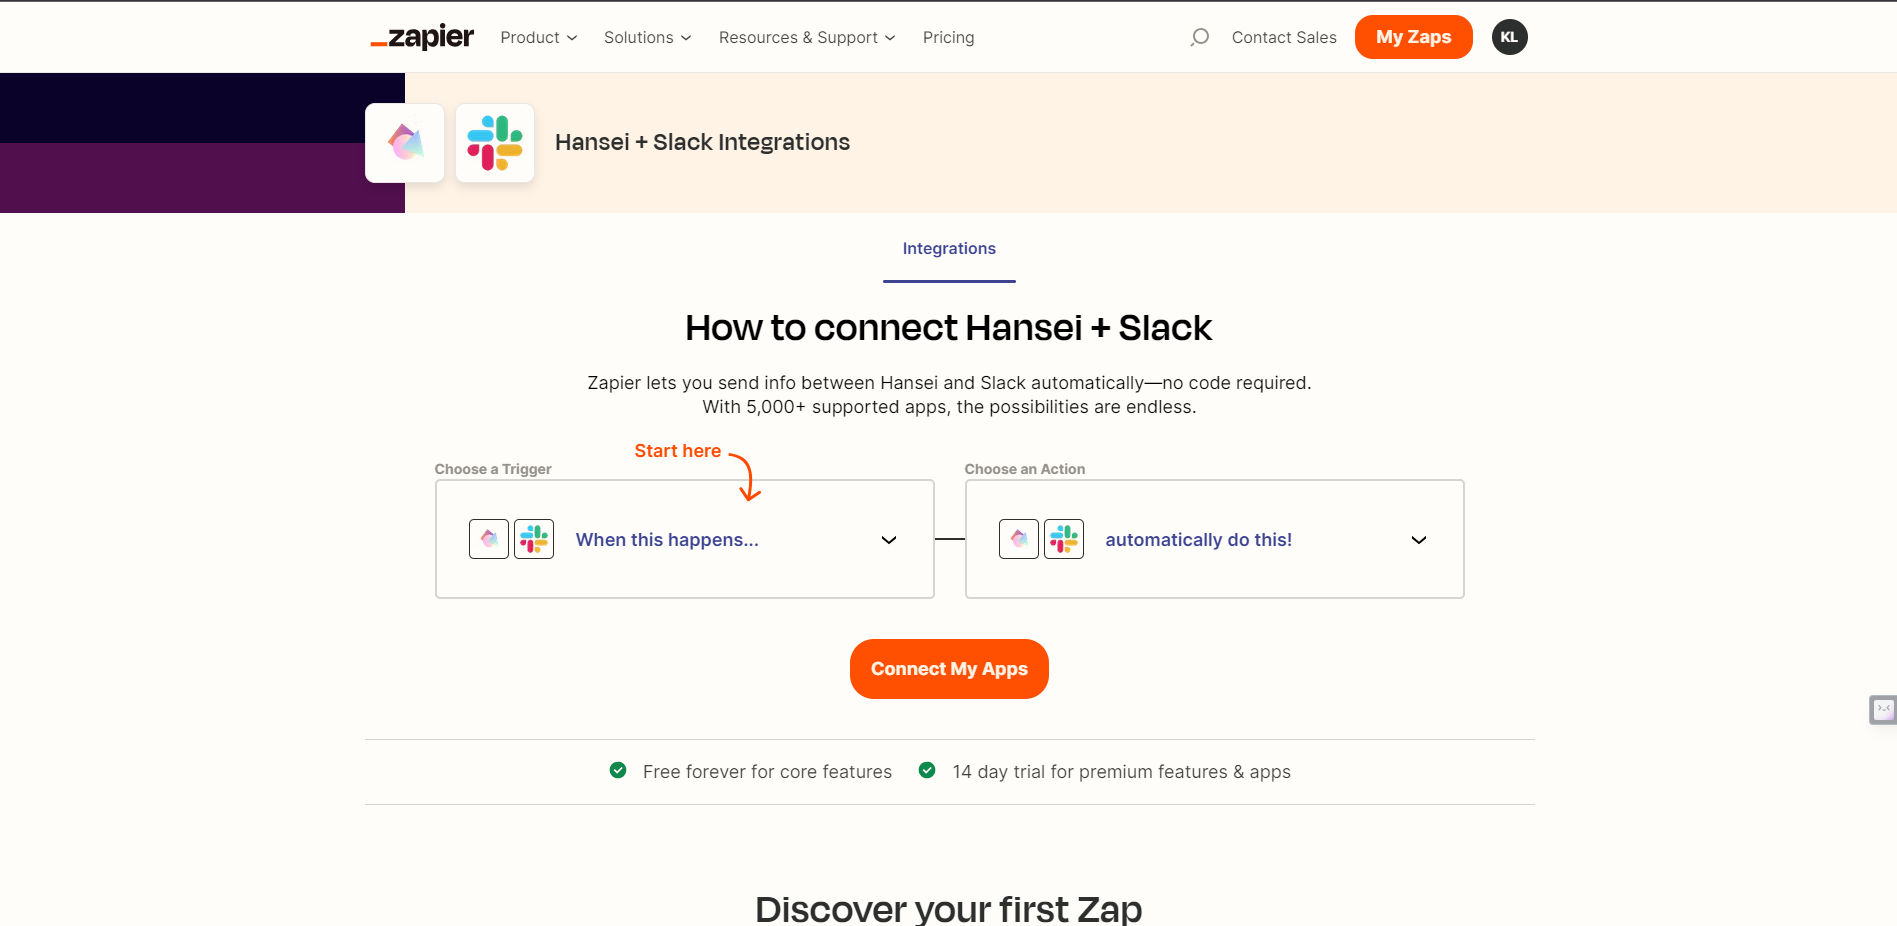 zapier Product Solutions Resources & Support Pricing Contact Sales My Zaps KL
Hansei + Slack Integrations
Integrations
How to connect Hansei + Slack
Zapier lets you send info between Hansei and Slack automatically—no code required.
With 5,000+ supported apps, the possibilities are endless.
Start here
Choose a Trigger
When this happens...
Choose an Action
automatically do this!
Connect My Apps
Free forever for core features 14 day trial for premium features & apps
Discover your first Zap